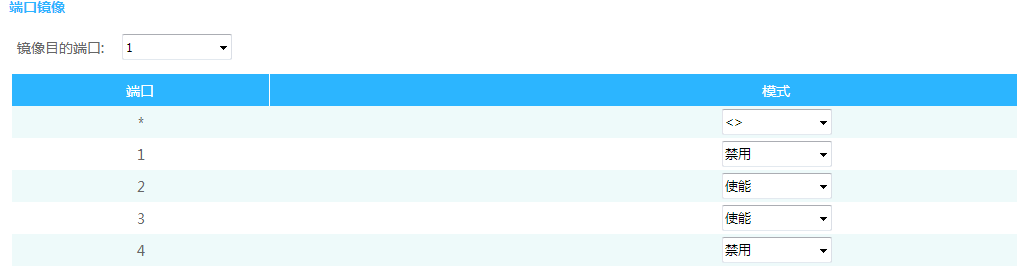 端口镜像
镜像目的端口: 1
端口 模式
* <>
1 禁用
2 使能
3 使能
4 禁用